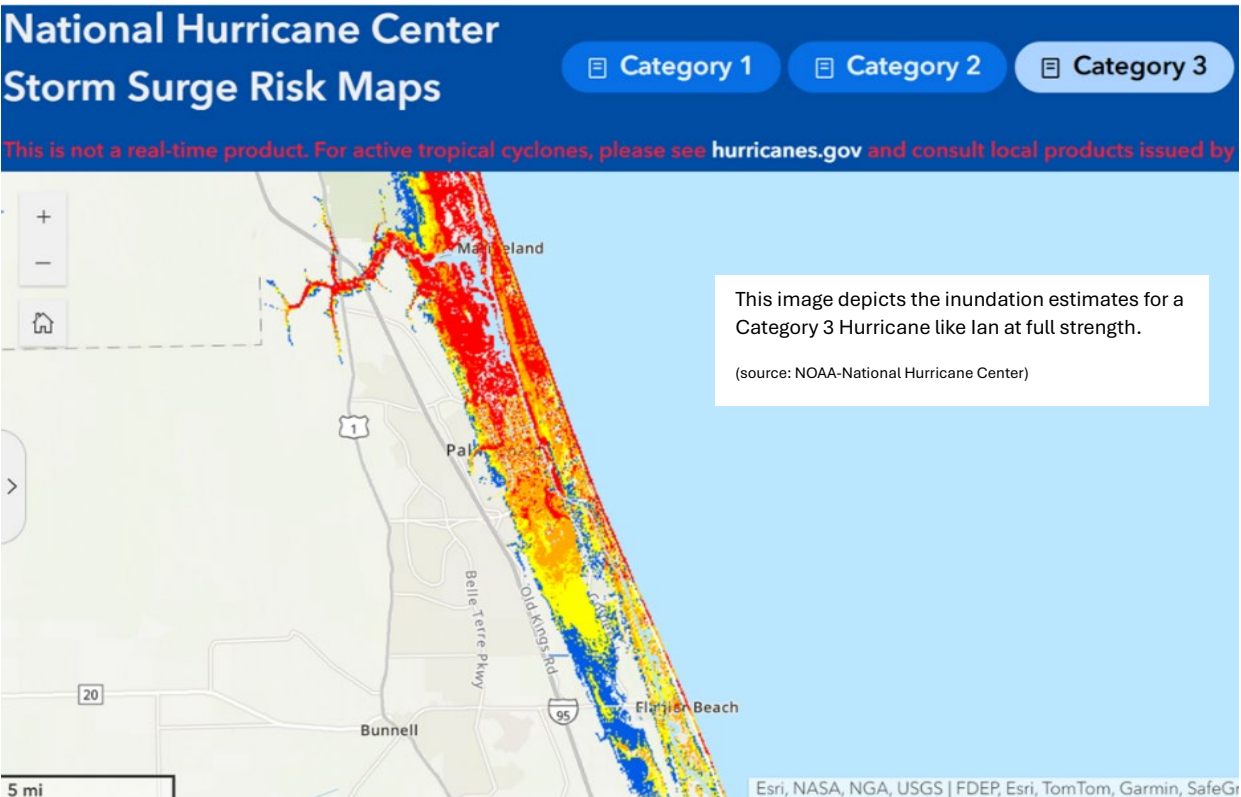 National Hurricane Center
Storm Surge Risk Maps
Category 1
Category 2
Category 3
This is not a real-time product. For active tropical cyclones, please see hurricanes.gov and consult local products issued by
+
−
This image depicts the inundation estimates for a
Category 3 Hurricane like Ian at full strength.
(source: NOAA-National Hurricane Center)
1
Belle Terre Pkwy
Old Kings Rd
20
95
Flagler Beach
Bunnell
5 mi
Esri, NASA, NGA, USGS | FDEP, Esri, TomTom, Garmin, SafeGr